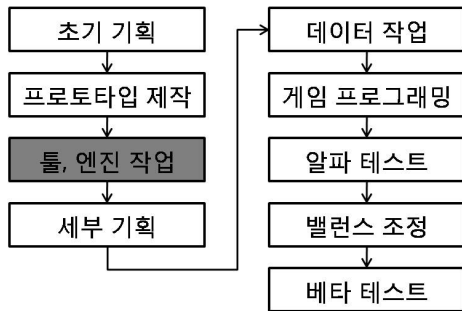 초기 기획
프로토타입 제작
툴, 엔진 작업
세부 기획
데이터 작업
게임 프로그래밍
알파 테스트
밸런스 조정
베타 테스트